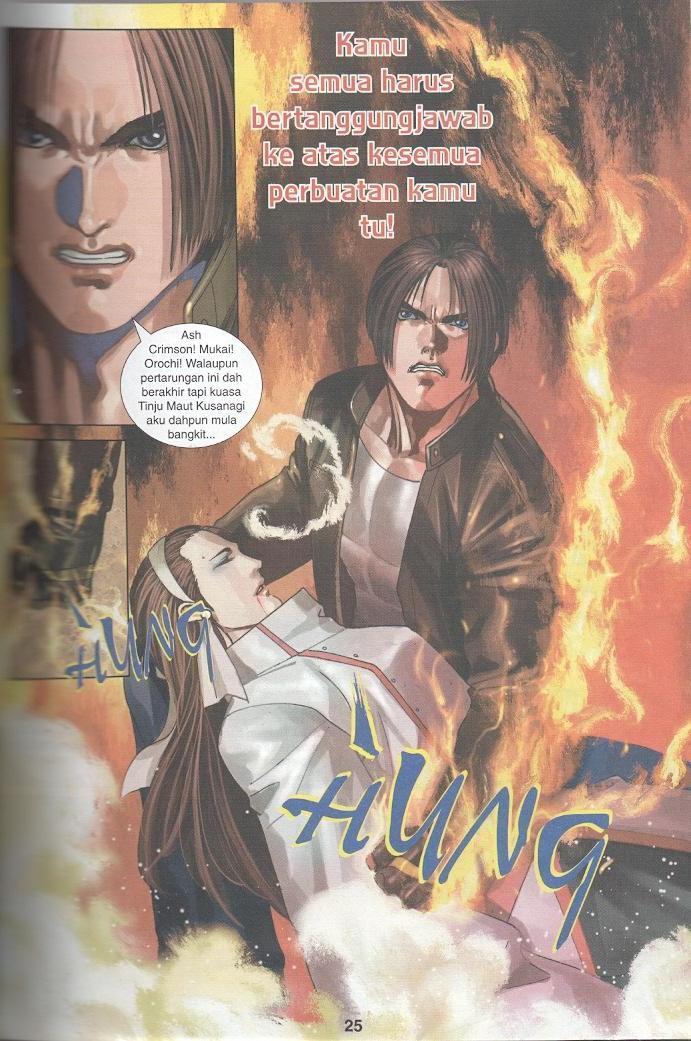 Kamu
semua harus
bertanggungjawab
ke atas kesemua
perbuatan kamu
tu!
Ash
Crimson! Mukai!
Orochi! Walaupun
pertarungan ini dah
berakhir tapi kuasa
Tinju Maut Kusanagi
aku dahpun mula
bangkit...
HUNG
HUNG
25